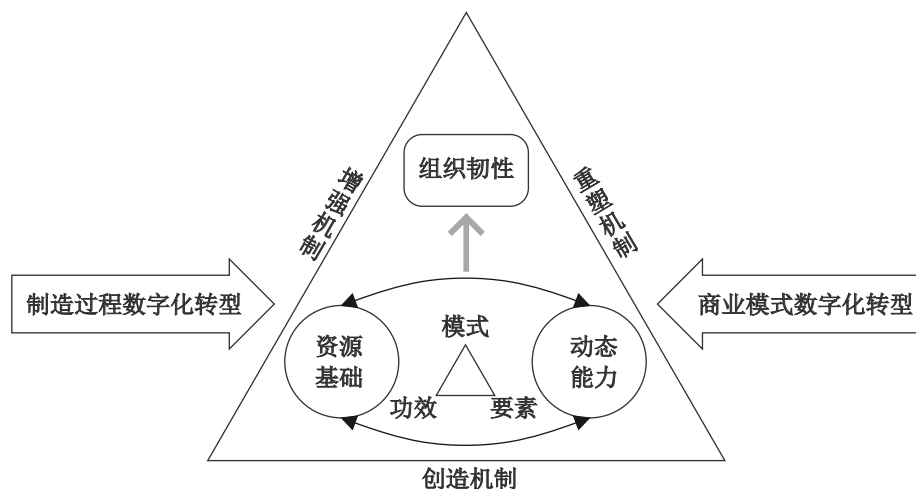 组织韧性
增强机制
重塑机制
制造过程数字化转型
商业模式数字化转型
模式
资源
基础
动态
能力
功效
要素
创造机制